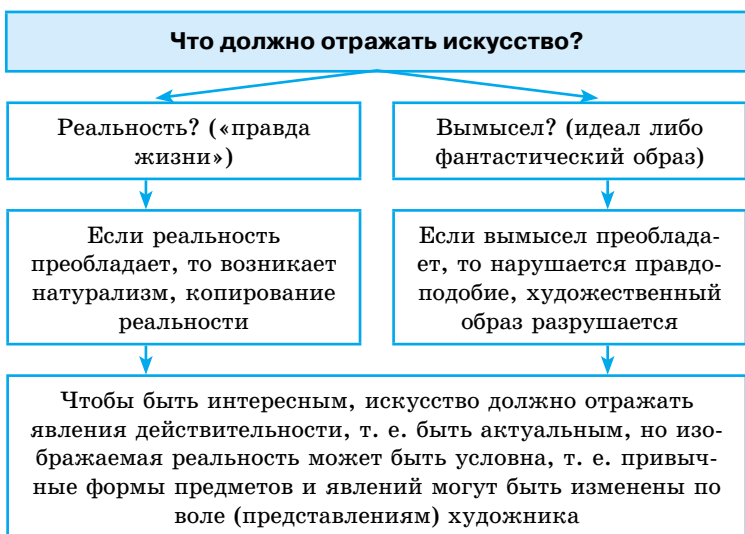 Что должно отражать искусство?
Реальность? («правда
жизни»)
Вымысел? (идеал либо
фантастический образ)
Если реальность
преобладает, то возникает
натурализм, копирование
реальности
Если вымысел преоблада-
ет, то нарушается правдо-
подобие, художественный
образ разрушается
Чтобы быть интересным, искусство должно отражать
явления действительности, т. е. быть актуальным, но изо-
бражаемая реальность может быть условна, т. е. привыч-
ные формы предметов и явлений могут быть изменены по
воле (представлениям) художника